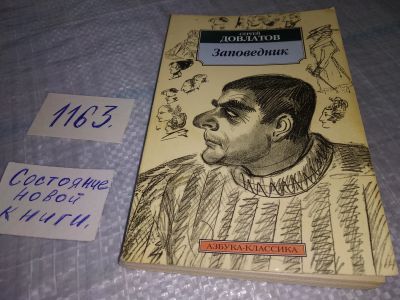 СЕРГЕЙ
ДОВЛАТОВ
Заповедник
1163.
Состояние
новой
книги.
АЗБУКА-КЛАССИКА